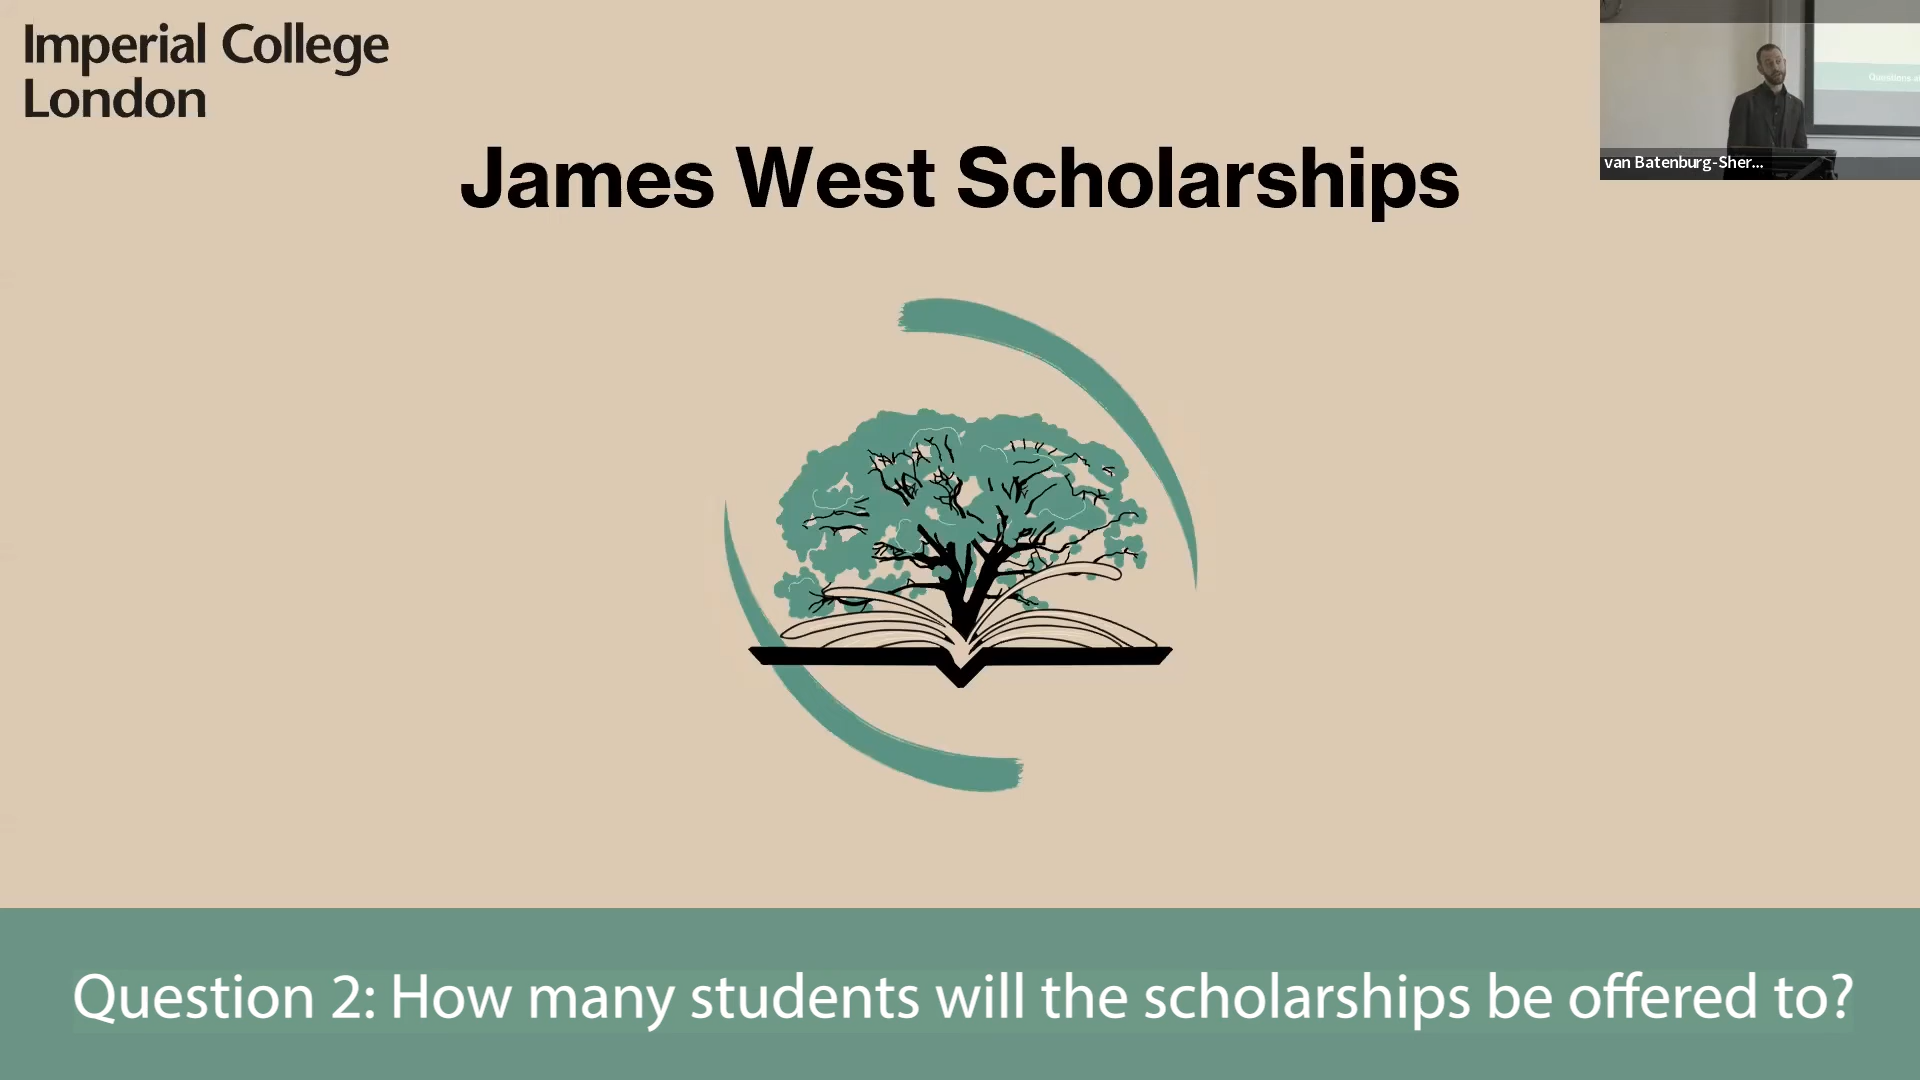 Imperial College
London
James West Scholarships
van Batenburg-Sher...
Question 2: How many students will the scholarships be offered to?